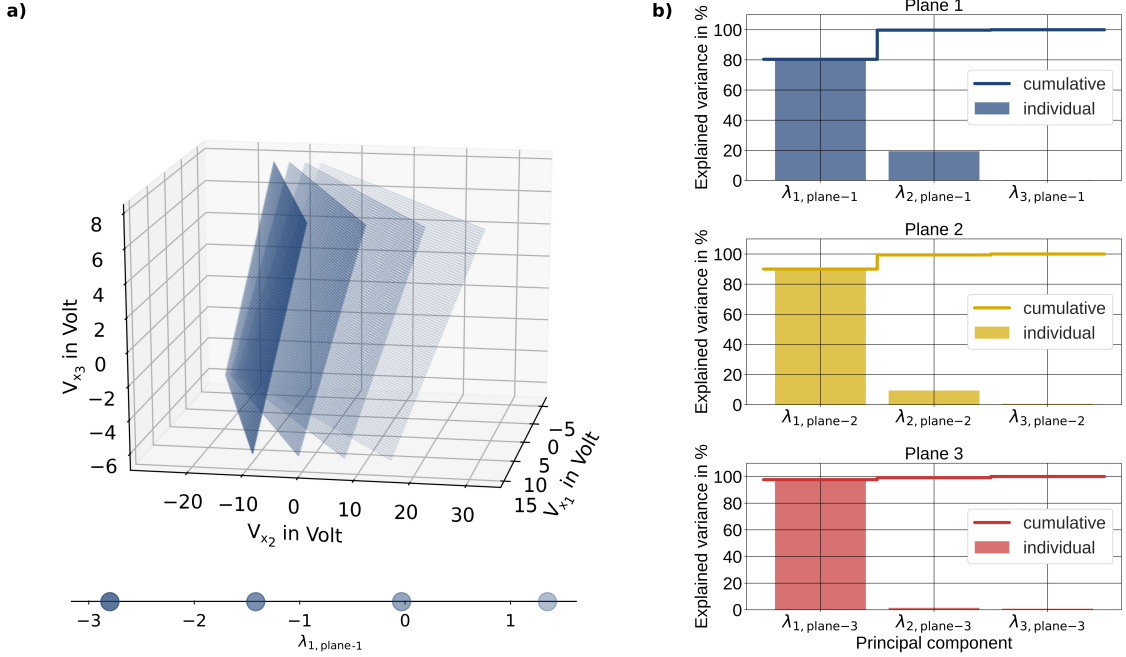 a)
V_x3 in Volt
8
6
4
2
0
−2
−4
−6
−20
−10
0
10
20
30
V_x2 in Volt
−5
0
5
10
15
V_x1 in Volt
−3
−2
−1
0
1
λ1, plane-1
b)
Plane 1
Explained variance in %
100
80
60
40
20
0
cumulative
individual
λ1, plane−1
λ2, plane−1
λ3, plane−1
Plane 2
Explained variance in %
100
80
60
40
20
0
cumulative
individual
λ1, plane−2
λ2, plane−2
λ3, plane−2
Plane 3
Explained variance in %
100
80
60
40
20
0
cumulative
individual
λ1, plane−3
λ2, plane−3
λ3, plane−3
Principal component